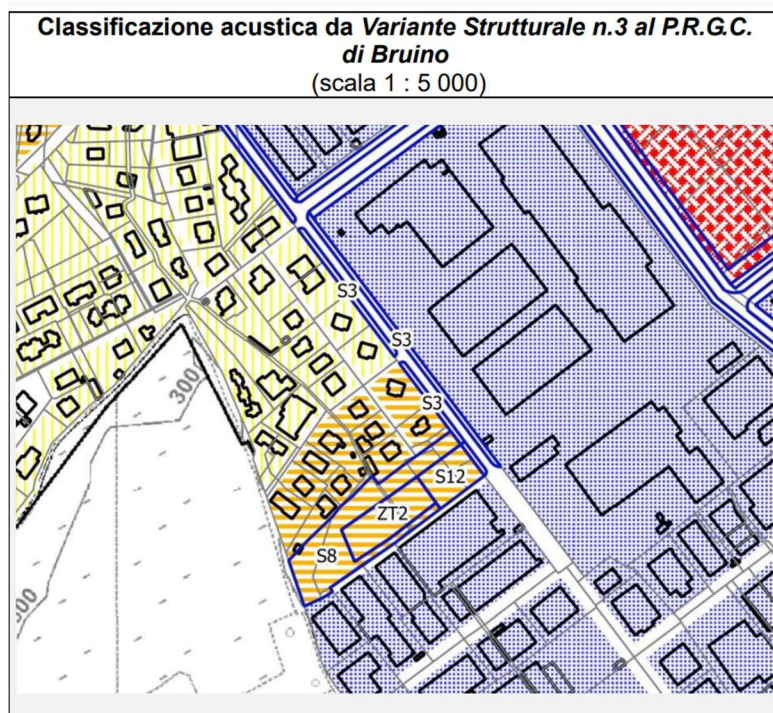 Classificazione acustica da Variante Strutturale n.3 al P.R.G.C.
di Bruino
(scala 1 : 5 000)
S3
S3
300
S3
S12
ZT2
S8
00